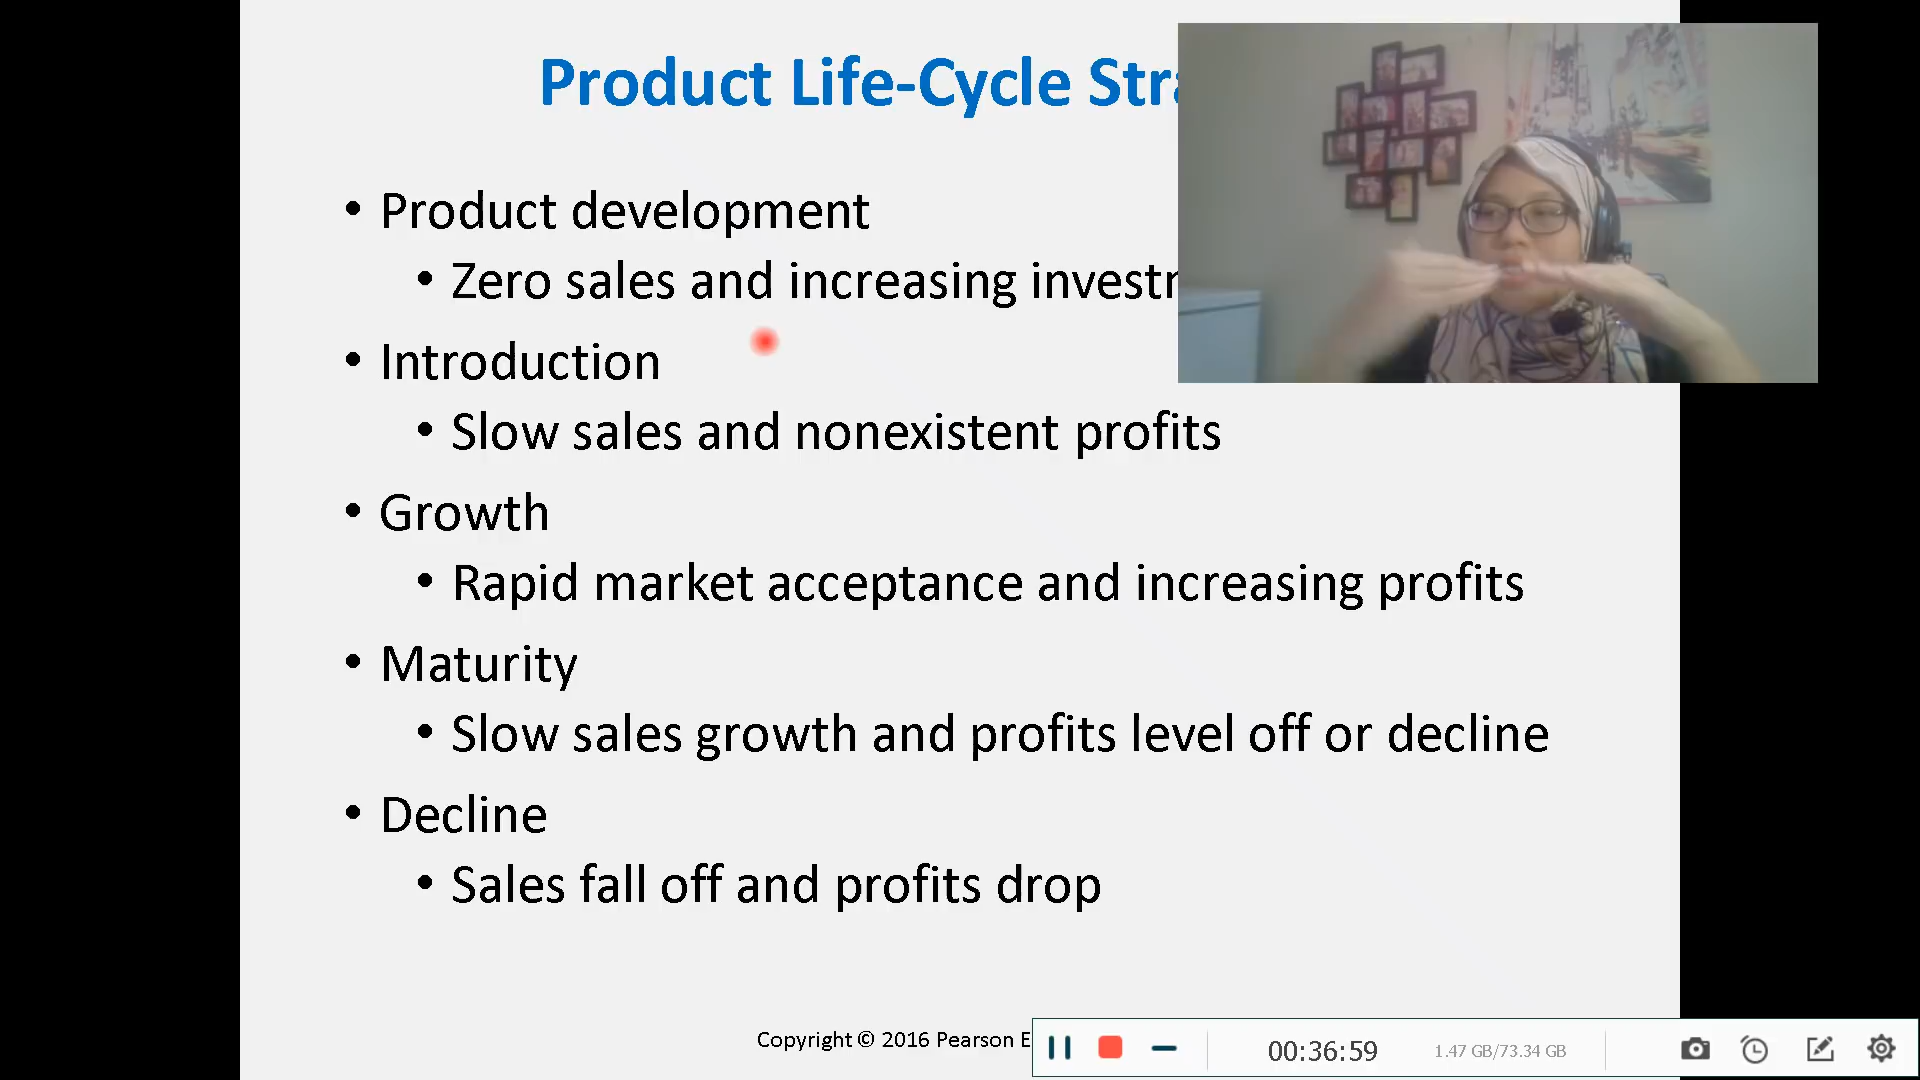 Product Life-Cycle
• Product development
• Zero sales and increasing
• Introduction
• Slow sales and nonexistent profits
• Growth
• Rapid market acceptance and increasing profits
• Maturity
• Slow sales growth and profits level off or decline
• Decline
• Sales fall off and profits drop
Copyright © 2016 Pearson
00:36:59
1.47 GB/73.34 GB